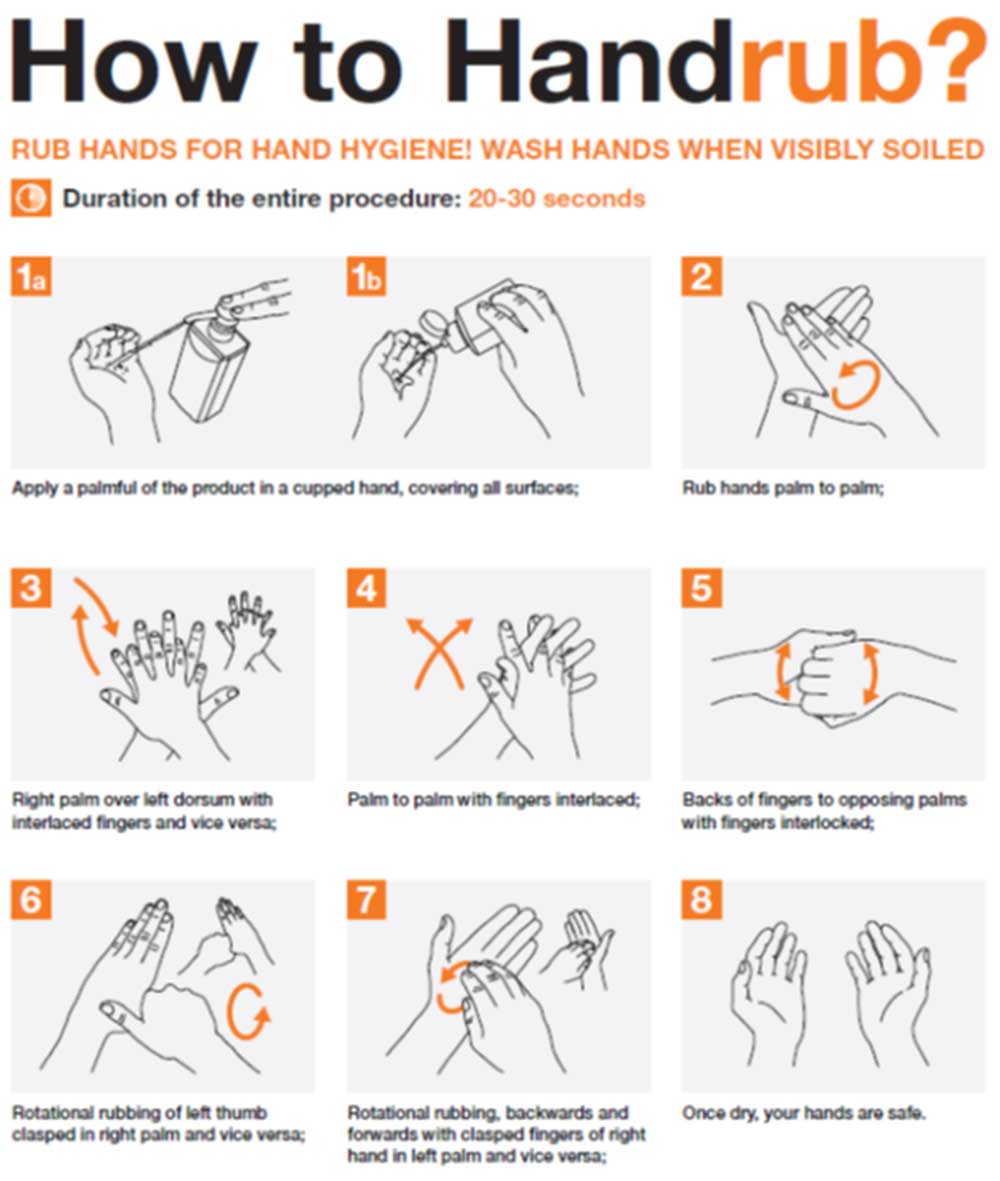 How to Handrub?
RUB HANDS FOR HAND HYGIENE! WASH HANDS WHEN VISIBLY SOILED
Duration of the entire procedure: 20-30 seconds
1a
1b
2
Apply a palmful of the product in a cupped hand, covering all surfaces;
Rub hands palm to palm;
3
4
5
Right palm over left dorsum with
interlaced fingers and vice versa;
Palm to palm with fingers interlaced;
Backs of fingers to opposing palms
with fingers interlocked;
6
7
8
Rotational rubbing of left thumb
clasped in right palm and vice versa;
Rotational rubbing, backwards and
forwards with clasped fingers of right
hand in left palm and vice versa;
Once dry, your hands are safe.